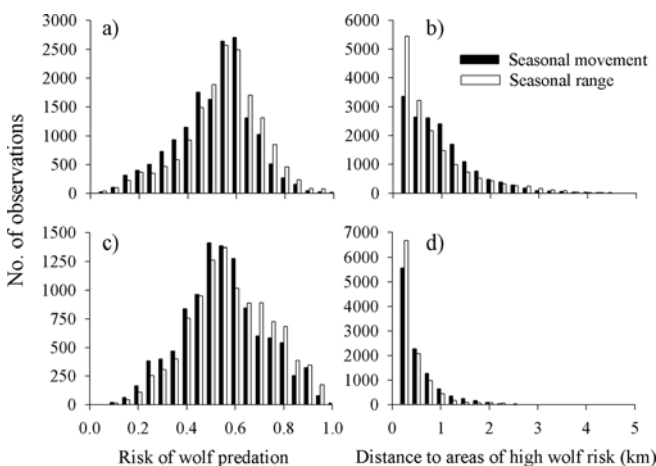 a)
3000
2500
2000
1500
1000
500
0
b)
6000
5000
4000
3000
2000
1000
0
Seasonal movement
Seasonal range
No. of observations
c)
1500
1250
1000
750
500
250
0
d)
7000
6000
5000
4000
3000
2000
1000
0
0.0 0.2 0.4 0.6 0.8 1.0
0 1 2 3 4 5
Risk of wolf predation
Distance to areas of high wolf risk (km)